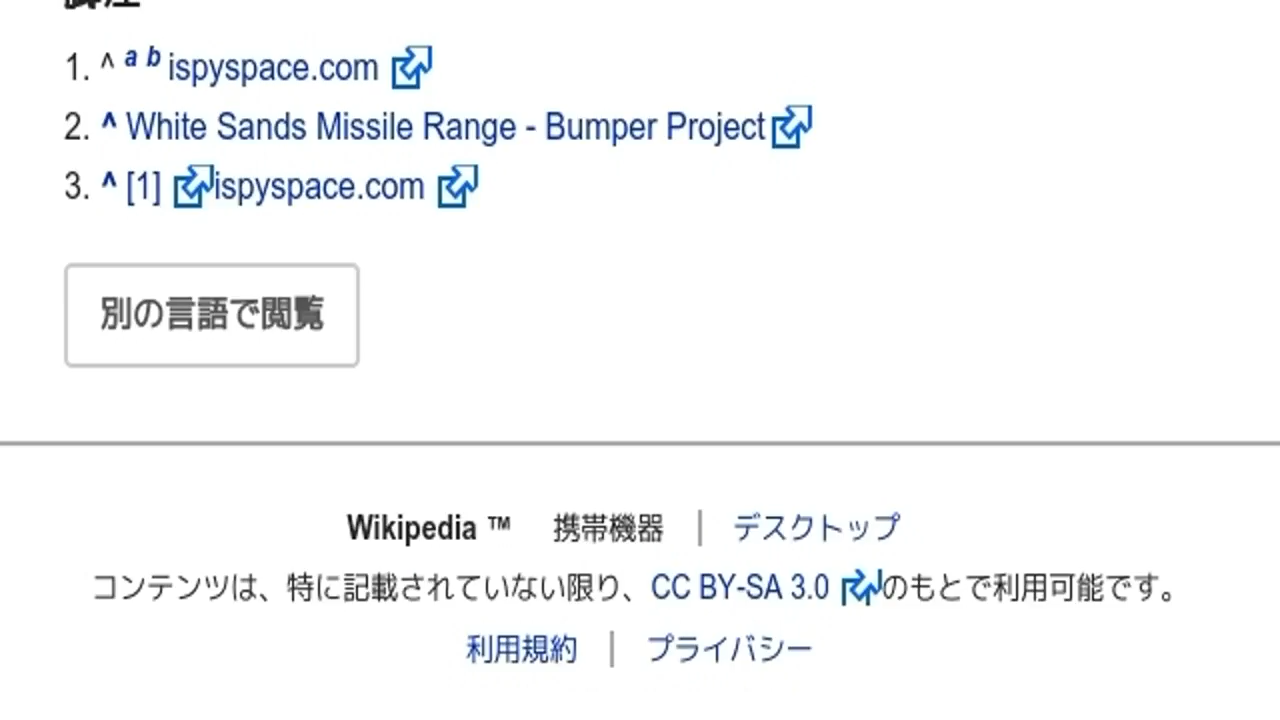 1. ^ a b ispyspace.com
2. ^ White Sands Missile Range - Bumper Project
3. ^ [1] ispyspace.com
別の言語で閲覧
Wikipedia ™ 携帯機器 | デスクトップ
コンテンツは、特に記載されていない限り、CC BY-SA 3.0 のもとで利用可能です。
利用規約 | プライバシー